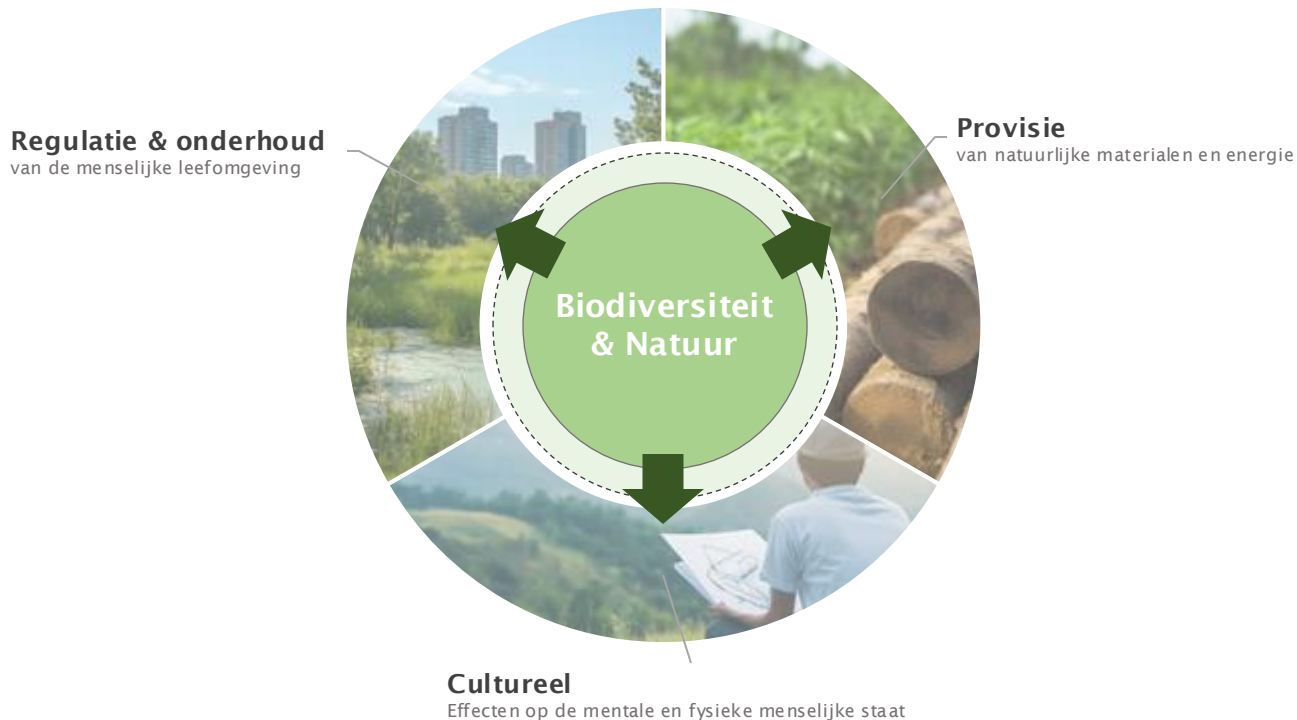 Regulatie & onderhoud
van de menselijke leefomgeving
Provisie
van natuurlijke materialen en energie
Biodiversiteit
& Natuur
Cultureel
Effecten op de mentale en fysieke menselijke staat